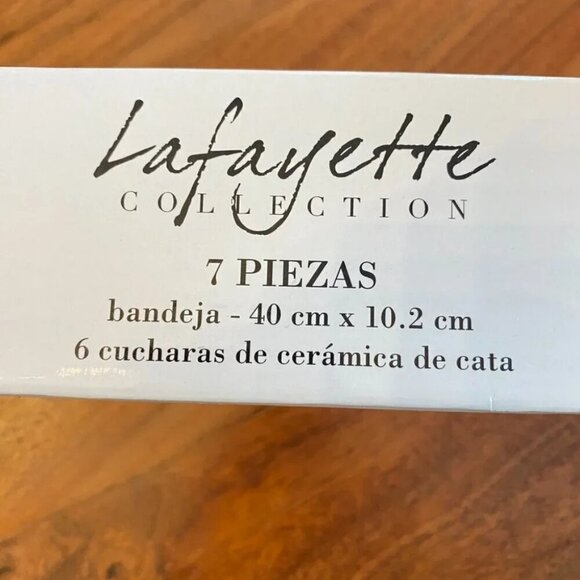 Lafayette
COLLECTION
7 PIEZAS
bandeja - 40 cm x 10.2 cm
6 cucharas de cerámica de cata